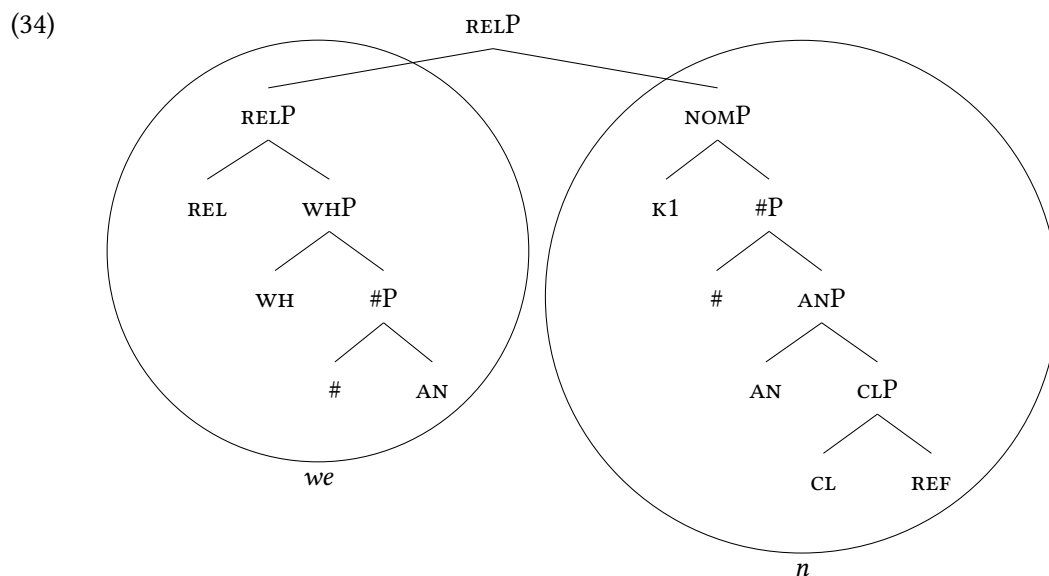 (34)
RELP
RELP NOMP
REL WHP K1 #P
WH #P # ANP
# AN AN CLP
we CL REF
n